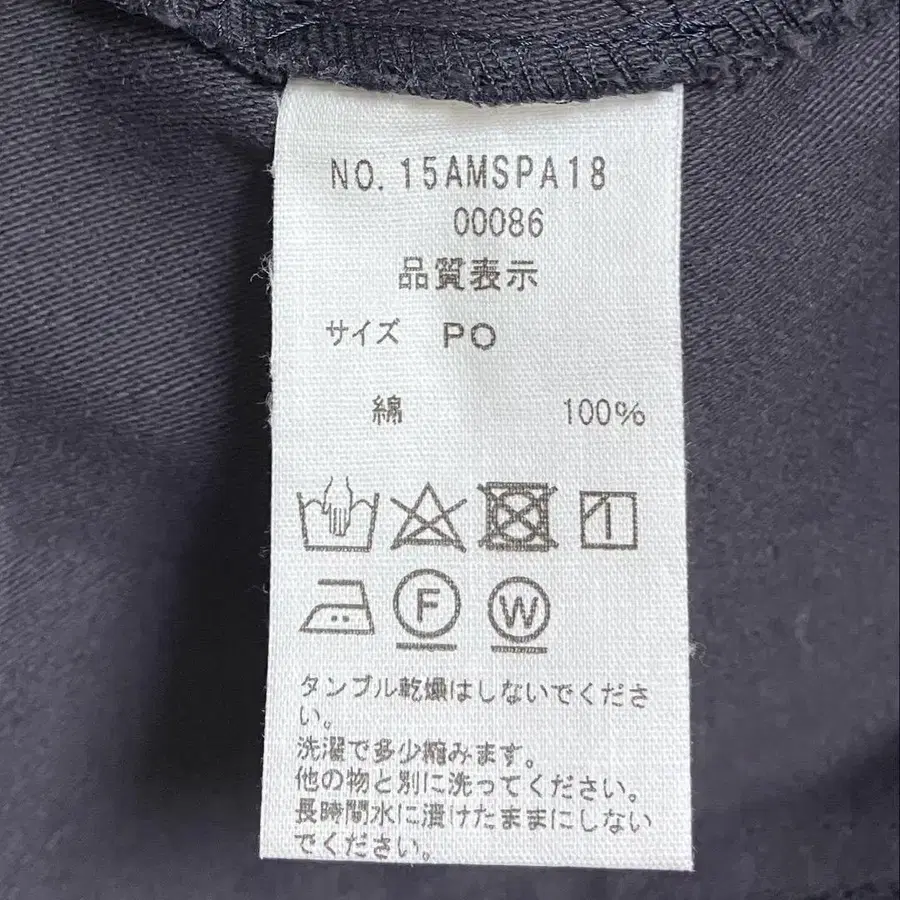 NO. 15AMSPA18
00086
品質表示
サイズ PO
綿 100%
F W
タンブル乾燥はしないでくださ
い。
洗濯で多少縮みます。
他の物と別に洗ってください。
長時間水に漬けたままにしない
でください。